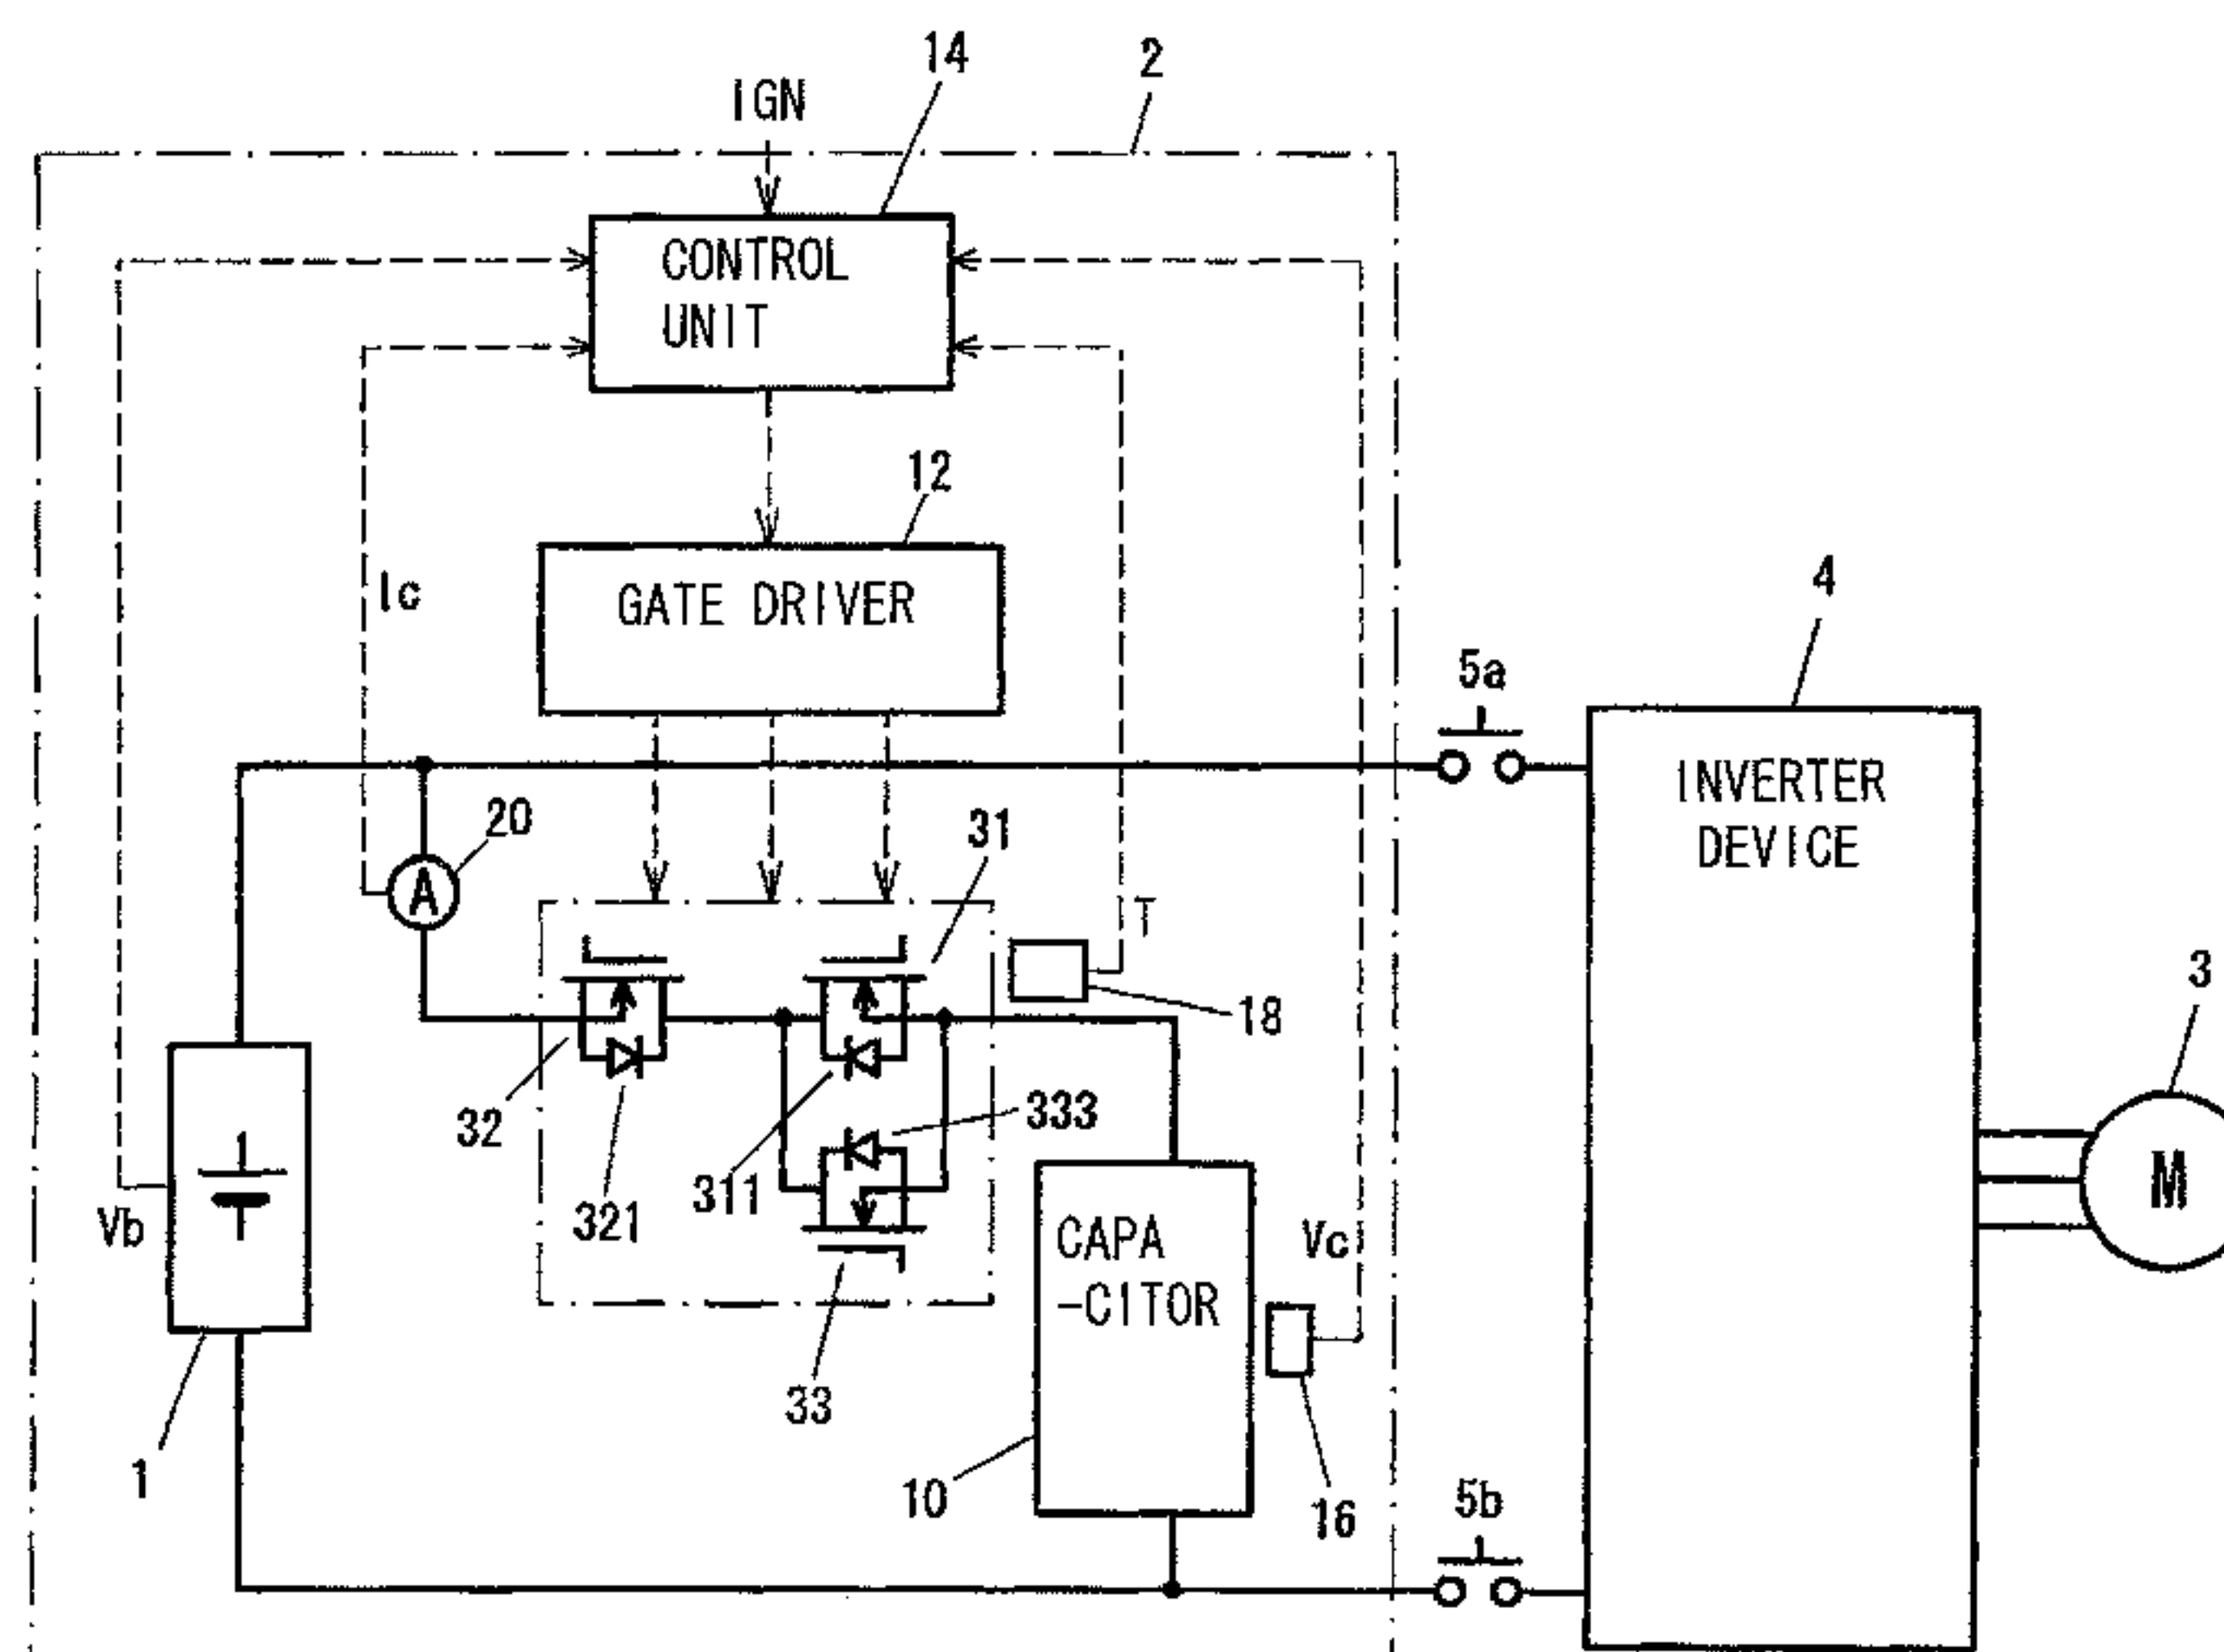 14
2
IGN
CONTROL
UNIT
12
Ic
GATE DRIVER
4
5a
INVERTER
DEVICE
20
31
A
T
3
18
32
333
M
321
311
Vb
CAPA
-CITOR
Vc
33
1
10
16
5b